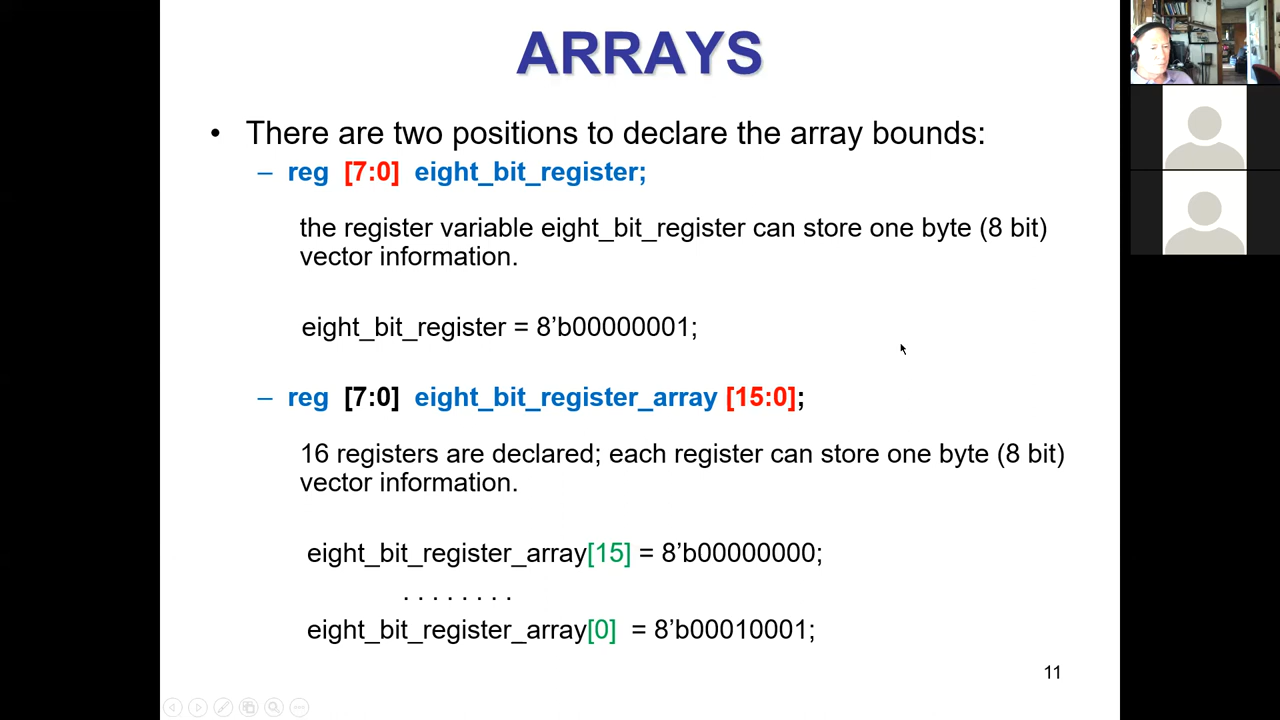 ARRAYS
• There are two positions to declare the array bounds:
– reg [7:0] eight_bit_register;
the register variable eight_bit_register can store one byte (8 bit)
vector information.
eight_bit_register = 8’b00000001;
– reg [7:0] eight_bit_register_array [15:0];
16 registers are declared; each register can store one byte (8 bit)
vector information.
eight_bit_register_array[15] = 8’b00000000;
. . . . . . . .
eight_bit_register_array[0] = 8’b00010001;
11